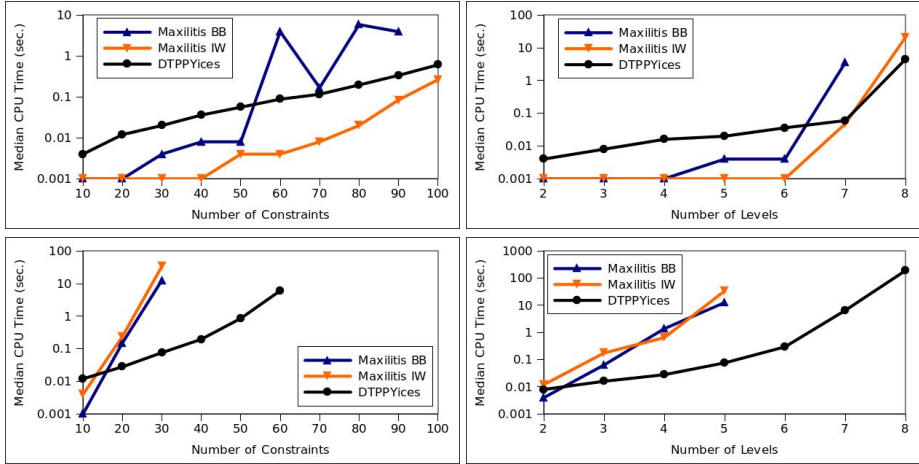 Median CPU Time (sec.)
10
1
0.1
0.01
0.001
Maxilitis BB
Maxilitis IW
DTPPYices
10 20 30 40 50 60 70 80 90 100
Number of Constraints
Median CPU Time (sec.)
100
10
1
0.1
0.01
0.001
Maxilitis BB
Maxilitis IW
DTPPYices
2 3 4 5 6 7 8
Number of Levels
Median CPU Time (sec.)
100
10
1
0.1
0.01
0.001
Maxilitis BB
Maxilitis IW
DTPPYices
10 20 30 40 50 60 70 80 90 100
Number of Constraints
Median CPU Time (sec.)
1000
100
10
1
0.1
0.01
0.001
Maxilitis BB
Maxilitis IW
DTPPYices
2 3 4 5 6 7 8
Number of Levels